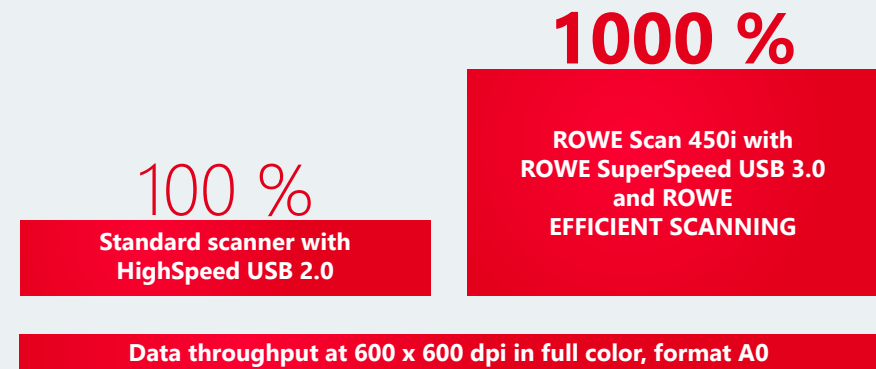 1000 %
ROWE Scan 450i with
ROWE SuperSpeed USB 3.0
and ROWE
EFFICIENT SCANNING
100 %
Standard scanner with
HighSpeed USB 2.0
Data throughput at 600 x 600 dpi in full color, format A0